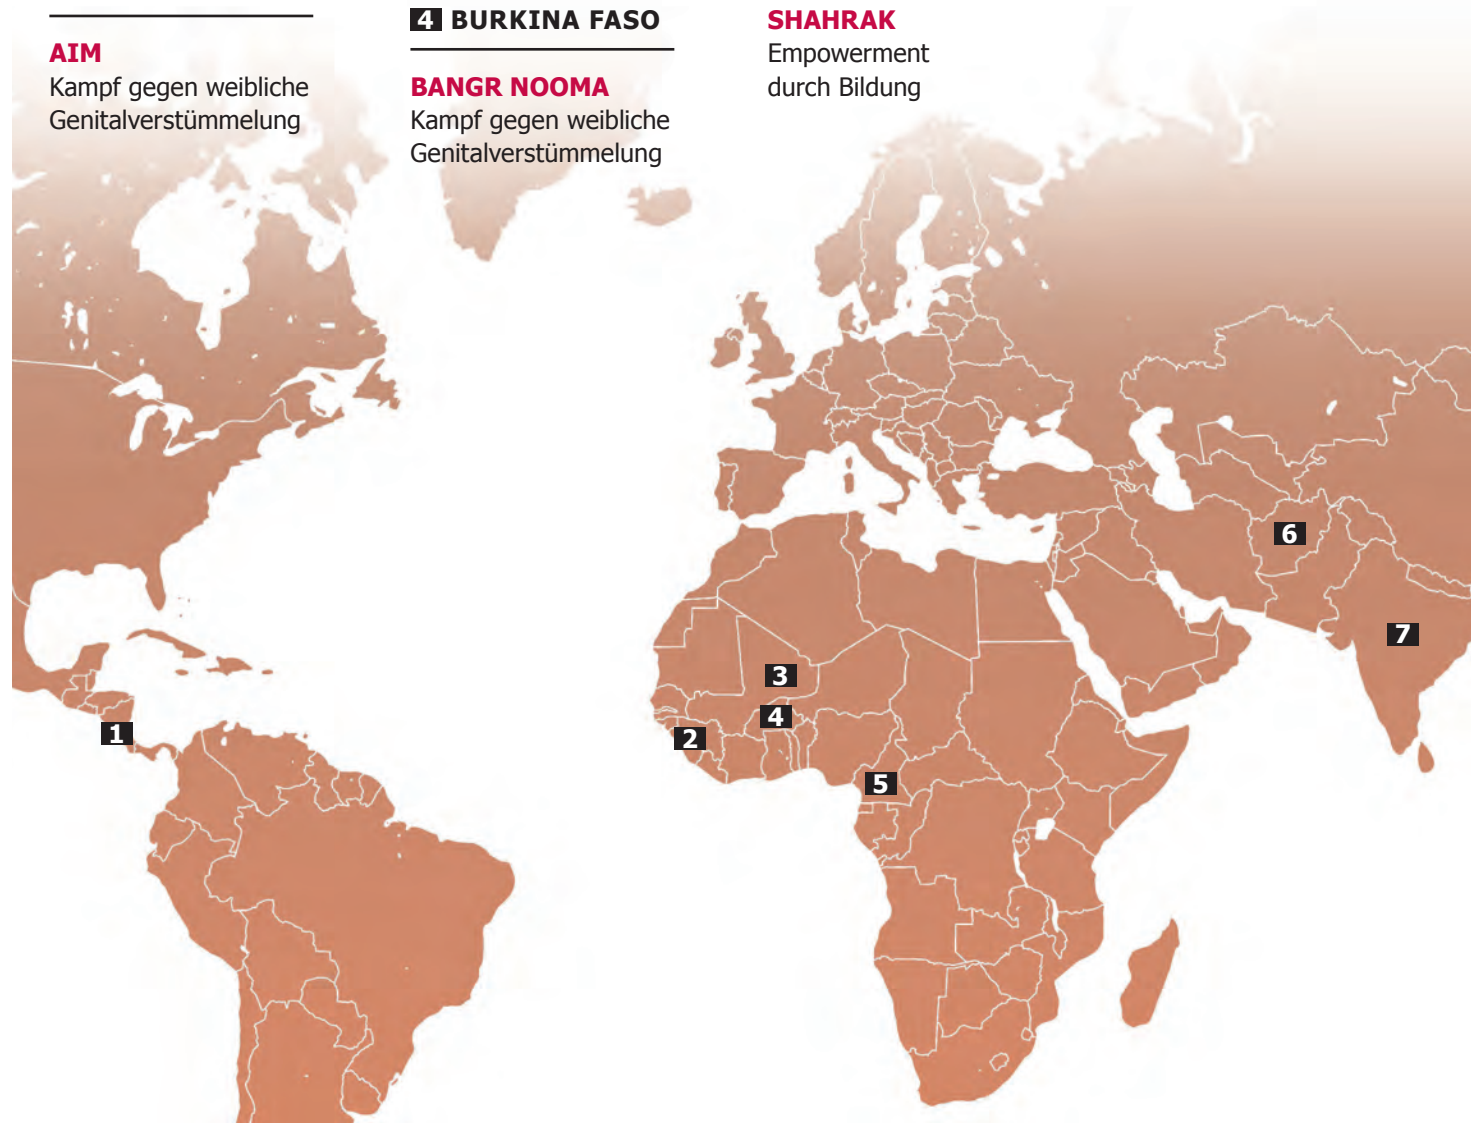 AIM
Kampf gegen weibliche
Genitalverstümmelung
4 BURKINA FASO
BANGR NOOMA
Kampf gegen weibliche
Genitalverstümmelung
SHAHRAK
Empowerment
durch Bildung
6
7
3
4
1
2
5